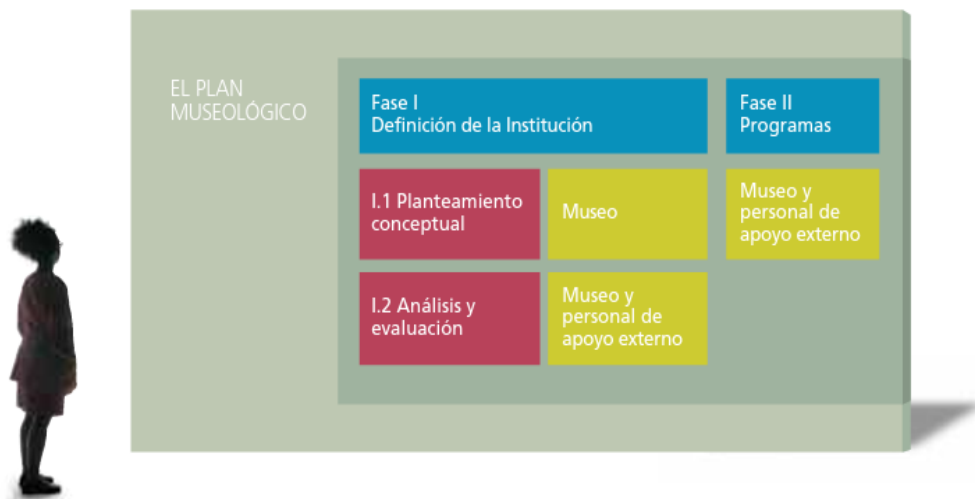 EL PLAN
MUSEOLÓGICO
Fase I
Definición de la Institución
Fase II
Programas
I.1 Planteamiento
conceptual
Museo
Museo y
personal de
apoyo externo
I.2 Análisis y
evaluación
Museo y
personal de
apoyo externo